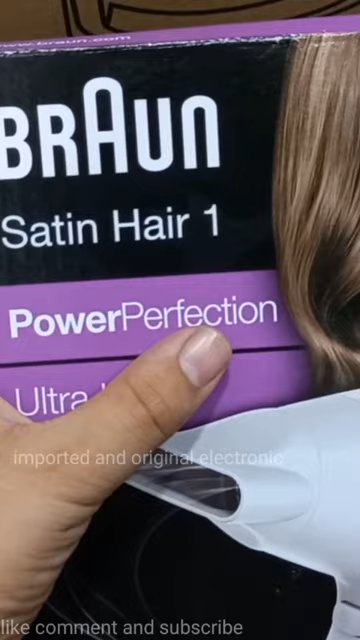 www.braun.com
BRAUN
Satin Hair 1
PowerPerfection
Ultra
imported and original electronic
like comment and subscribe